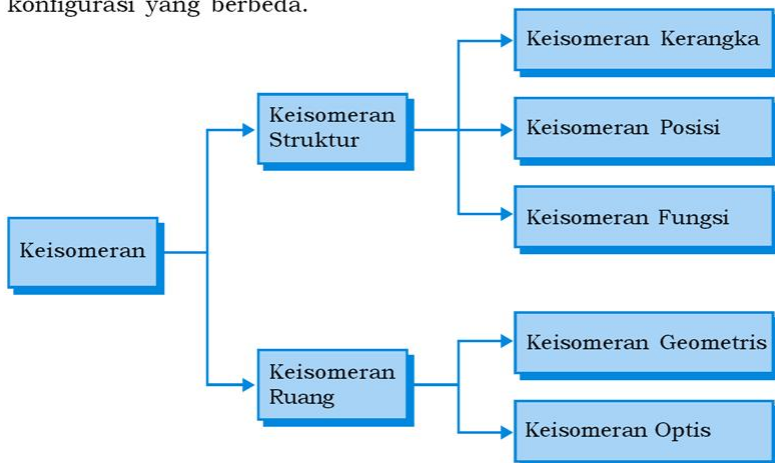 konfigurasi yang berbeda.
Keisomeran
Keisomeran
Struktur
Keisomeran Kerangka
Keisomeran Posisi
Keisomeran Fungsi
Keisomeran
Ruang
Keisomeran Geometris
Keisomeran Optis